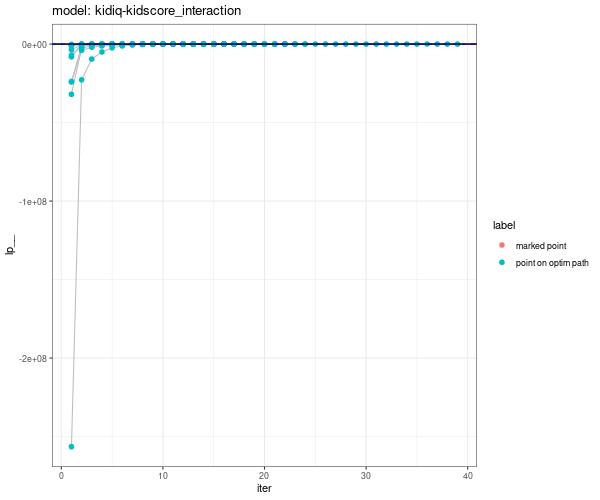 model: kidiq-kidscore_interaction
0e+00
-1e+08
-2e+08
lp__
0
10
20
30
40
iter
label
marked point
point on optim path